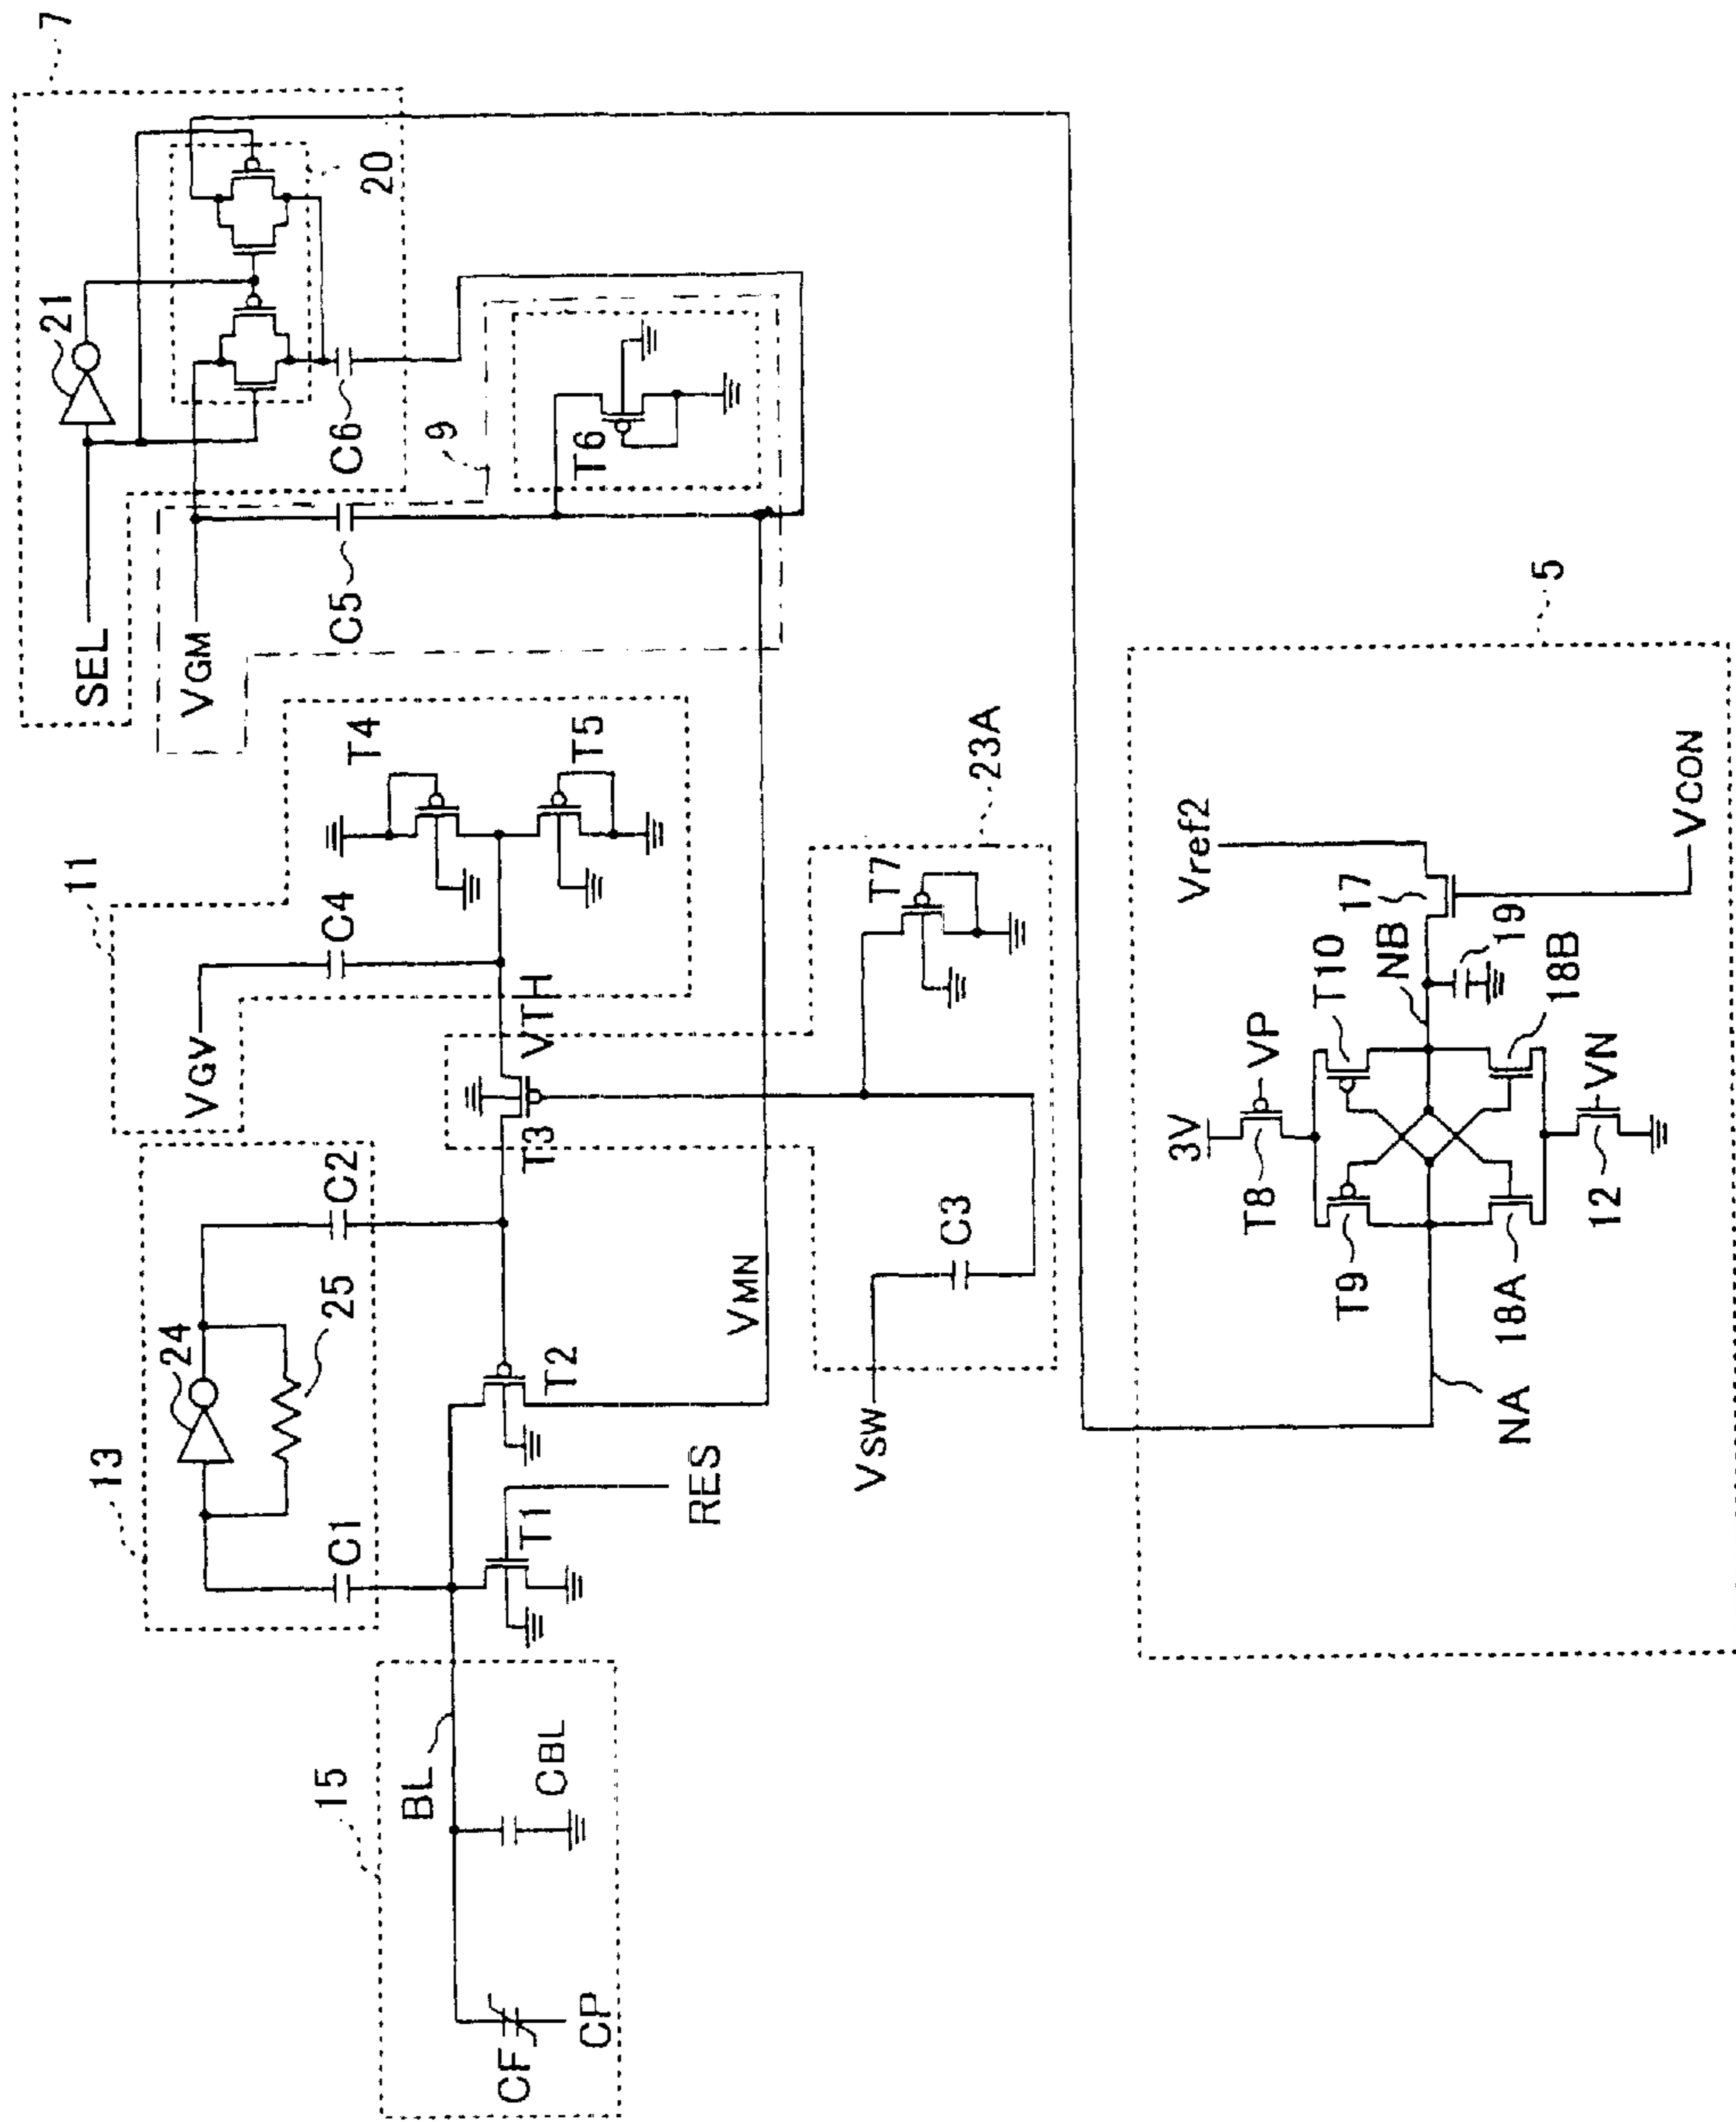 7
21
20
SEL
VGM
C6
C5
9
T6
11
VGV
C4
T4
T5
VTH
T3
23A
T7
C3
VSW
13
24
25
C1
C2
T1
T2
RES
VMN
15
BL
CBL
CF
CP
5
3V
VP
T8
T9
T10
Vref2
NB
17
19
18A
18B
12
VN
NA
VCON